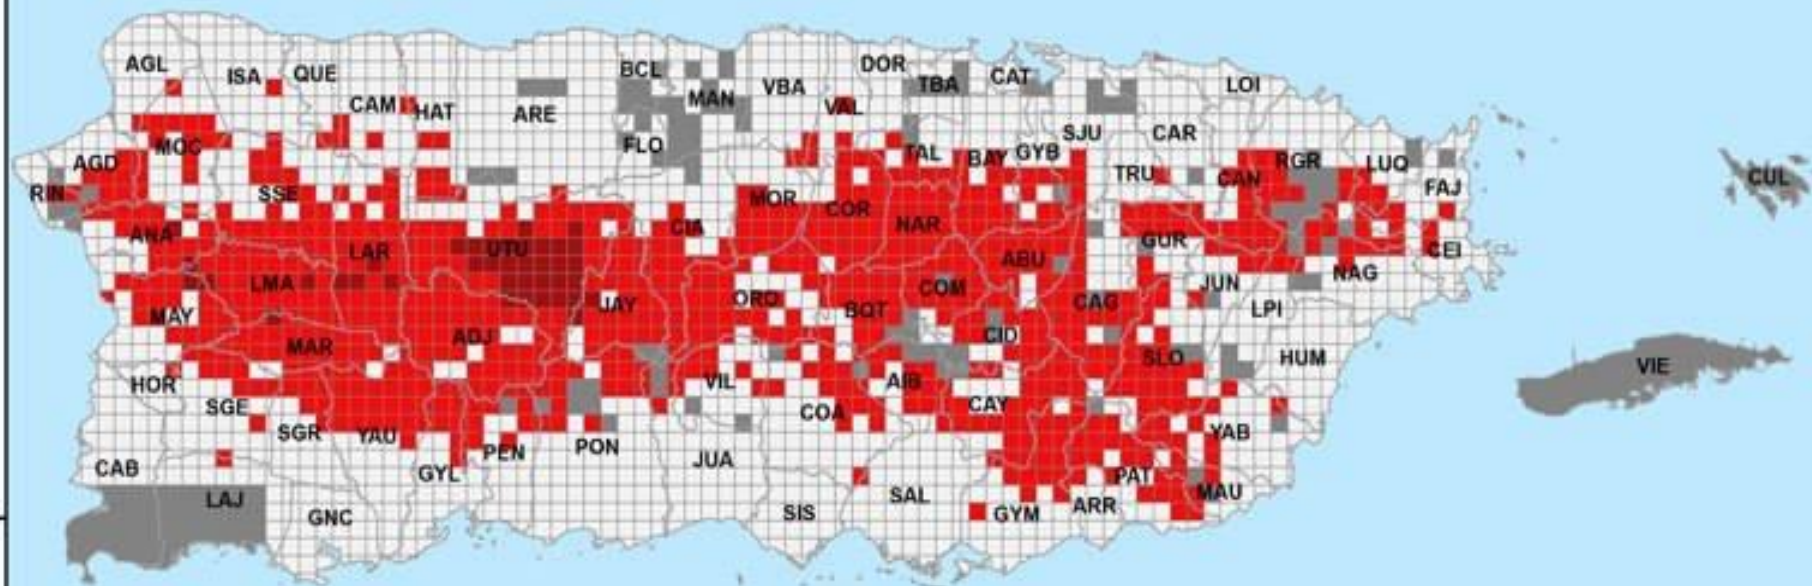 AGL
ISA
QUE
CAM
HAT
ARE
BCL
MAN
FLO
VBA
VAL
DOR
TBA
CAT
LOI
SJU
CAR
TAL
BAY
GYB
TRU
CAN
RGR
LUQ
FAJ
CUL
AGD
MOC
RIN
SSE
ANA
LAR
UTU
CIA
MOR
COR
NAR
ABU
GUR
CEI
NAG
JUN
LMA
MAY
JAY
ORO
BQT
COM
CAG
LPI
CID
MAR
ADJ
SLO
HUM
VIE
HOR
SGE
VIL
AIB
COA
CAY
SGR
YAU
PEN
PON
YAB
CAB
GYL
JUA
PAT
LAJ
GNC
SIS
SAL
GYM
ARR
MAU